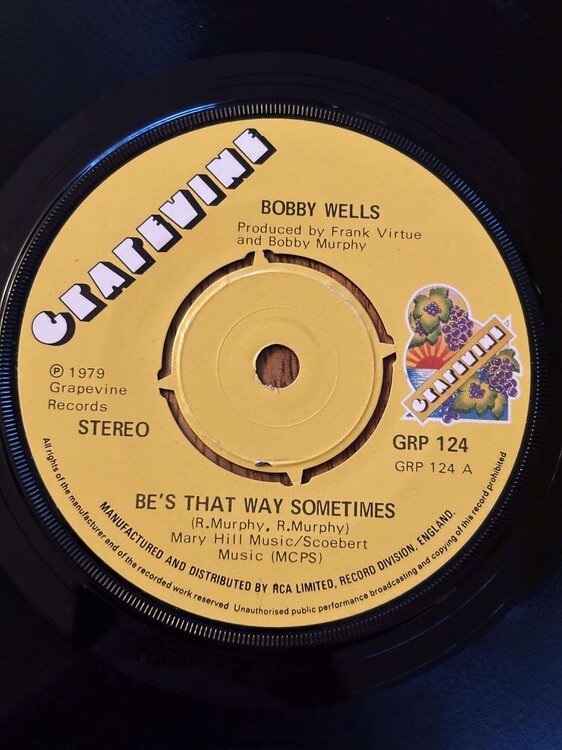 GRAPEVINE
BOBBY WELLS
Produced by Frank Virtue
and Bobby Murphy
GRAPEVINE
Ⓟ 1979
Grapevine
Records
STEREO
GRP 124
GRP 124 A
BE'S THAT WAY SOMETIMES
(R.Murphy, R.Murphy)
Mary Hill Music/Scoebert
Music (MCPS)
MANUFACTURED AND DISTRIBUTED BY RCA LIMITED, RECORD DIVISION, ENGLAND.
All rights of the manufacturer and of the recorded work reserved Unauthorised public performance broadcasting and copying of this record prohibited